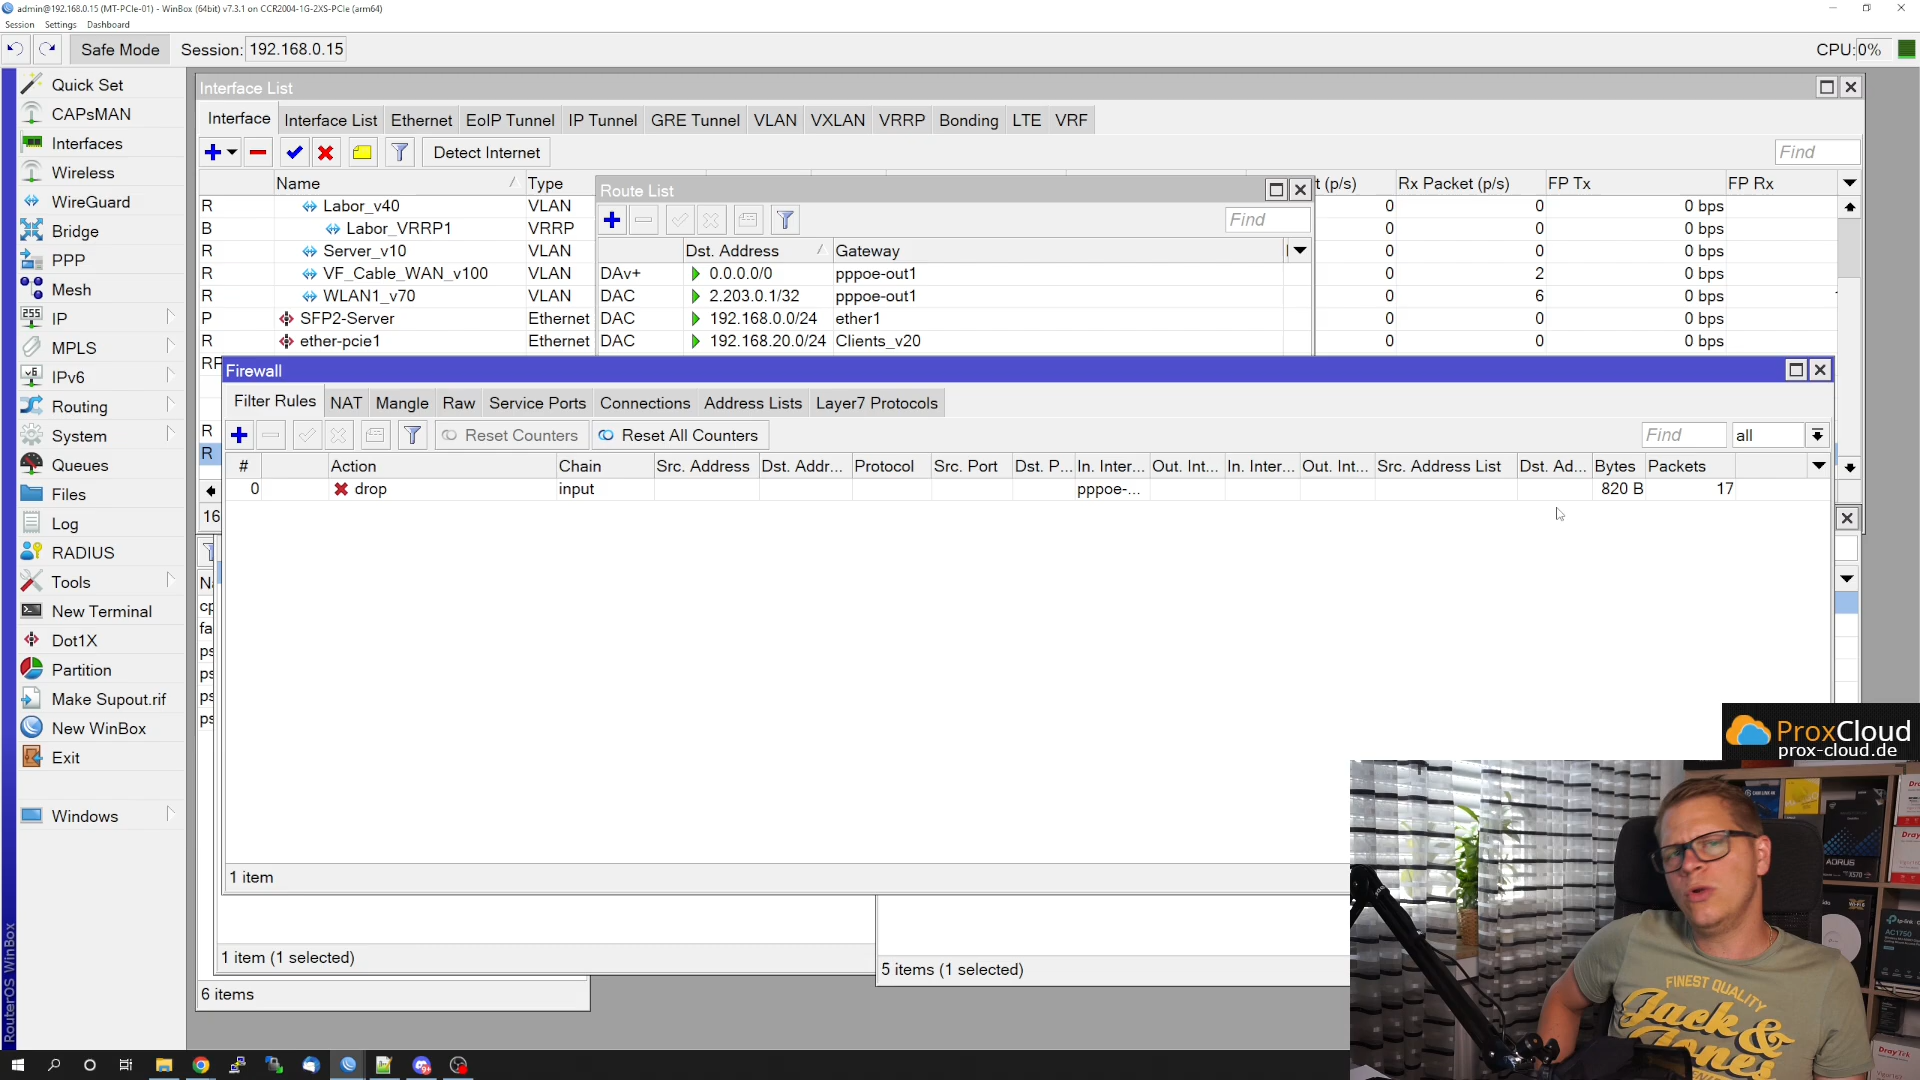 admin@192.168.0.15 (MT-PCIe-01) - WinBox (64bit) v7.3.1 on CCR2004-1G-2XS-PCIe (arm64)
Session Settings Dashboard
Safe Mode Session: 192.168.0.15 CPU: 0%
Quick Set
CAPsMAN
Interfaces
Wireless
WireGuard
Bridge
PPP
Mesh
IP
MPLS
IPv6
Routing
System
Queues
Files
Log
RADIUS
Tools
New Terminal
Dot1X
Partition
Make Supout.rif
New WinBox
Exit
Windows
RouterOS WinBox
Interface List
Interface Interface List Ethernet EoIP Tunnel IP Tunnel GRE Tunnel VLAN VXLAN VRRP Bonding LTE VRF
Detect Internet Find
Name Type t (p/s) Rx Packet (p/s) FP Tx FP Rx
R Labor_v40 VLAN 0 0 0 bps
B Labor_VRRP1 VRRP 0 0 0 bps
R Server_v10 VLAN 0 0 0 bps
R VF_Cable_WAN_v100 VLAN 0 2 0 bps
R WLAN1_v70 VLAN 0 6 0 bps
P SFP2-Server Ethernet 0 0 0 bps
R ether-pcie1 Ethernet 0 0 0 bps
R
R
16
Route List
Find
Dst. Address Gateway
DAv+ 0.0.0.0/0 pppoe-out1
DAC 2.203.0.1/32 pppoe-out1
DAC 192.168.0.0/24 ether1
DAC 192.168.20.0/24 Clients_v20
Firewall
Filter Rules NAT Mangle Raw Service Ports Connections Address Lists Layer7 Protocols
Reset Counters Reset All Counters Find all
# Action Chain Src. Address Dst. Addr... Protocol Src. Port Dst. P... In. Inter... Out. Int... In. Inter... Out. Int... Src. Address List Dst. Ad... Bytes Packets
0 drop input pppoe-... 820 B 17
1 item
1 item (1 selected)
5 items (1 selected)
6 items
ProxCloud
prox-cloud.de
AORUS
X570
AC1750
FINEST QUALITY
Jack &
Jones
DrayTek